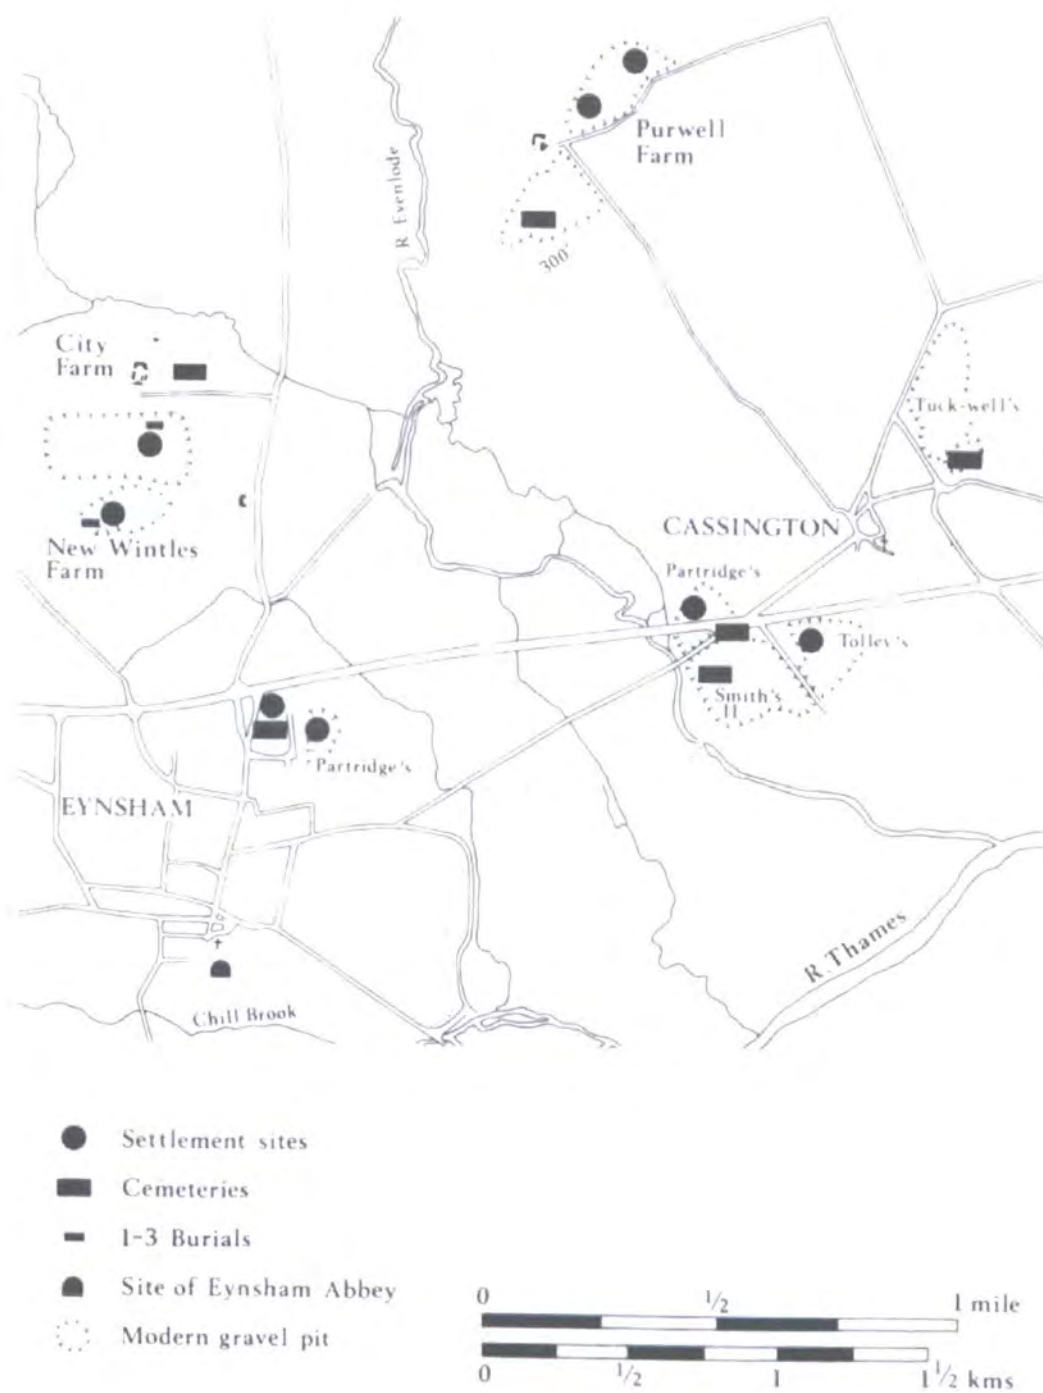 Purwell
Farm
R Evenlode
300'
City
Farm
Tuck-well's
New Wintles
Farm
CASSINGTON
Partridge's
Tolley's
Smith's
II
Partridge's
EYNSHAM
R. Thames
Chill Brook
Settlement sites
Cemeteries
1-3 Burials
Site of Eynsham Abbey
Modern gravel pit
0 1/2 1 mile
0 1/2 1 1 1/2 kms